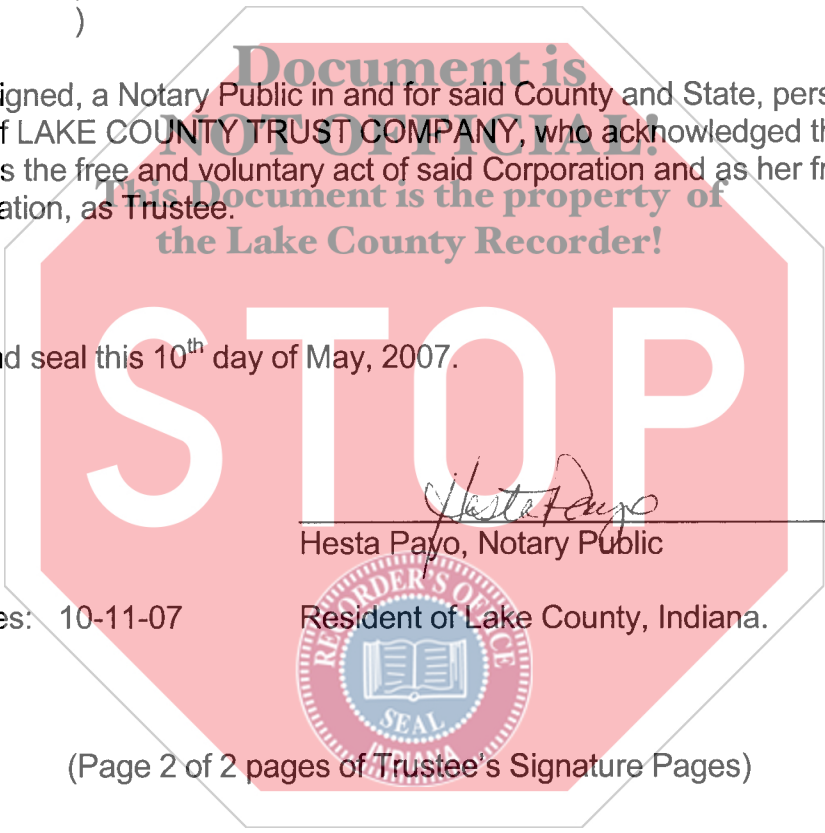 )
Document is
igned, a Notary Public in and for said County and State, pers
NOT OFFICIAL!
f LAKE COUNTY TRUST COMPANY, who acknowledged th
s the free and voluntary act of said Corporation and as her fr
This Document is the property of
ation, as Trustee.
the Lake County Recorder!
STOP
d seal this 10th day of May, 2007.
Hesta Payo
Hesta Payo, Notary Public
es: 10-11-07 Resident of Lake County, Indiana.
RECORDER'S OFFICE
SEAL
INDIANA
(Page 2 of 2 pages of Trustee's Signature Pages)